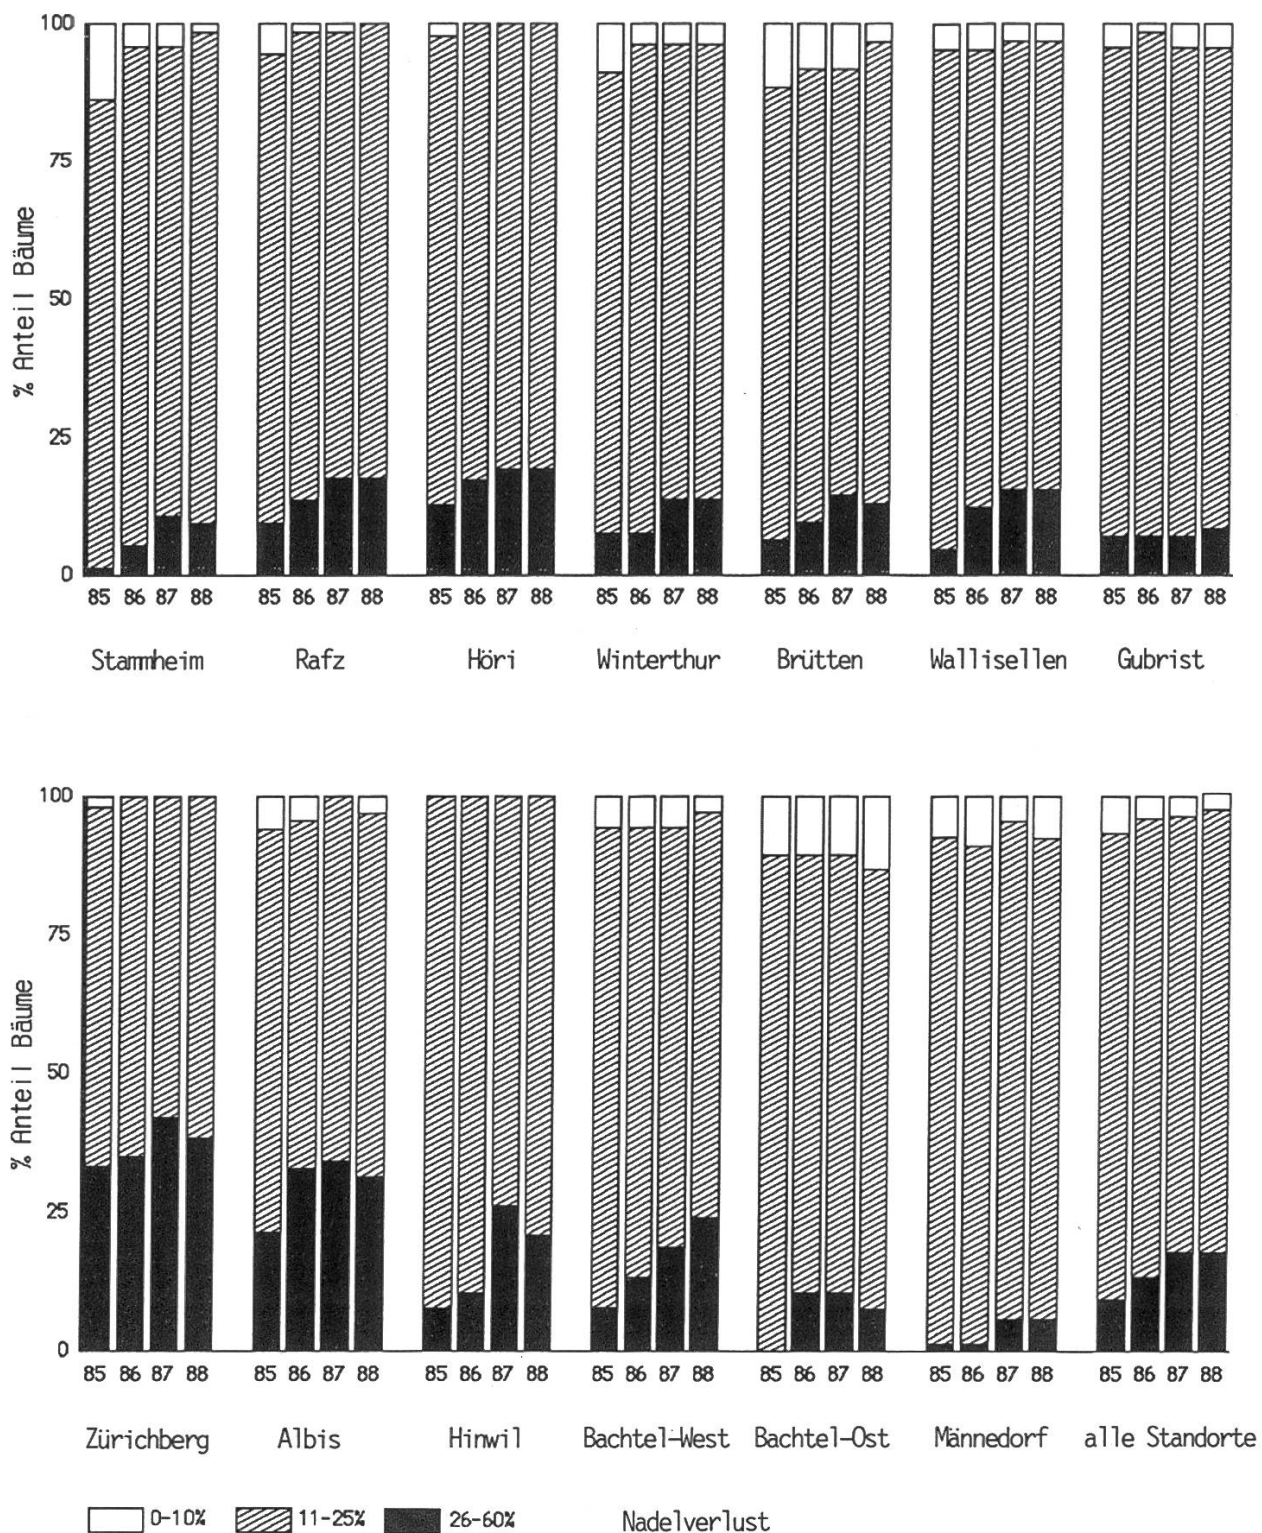 100
75
50
25
0
% Anteil Bäume
85 86 87 88 85 86 87 88 85 86 87 88 85 86 87 88 85 86 87 88 85 86 87 88 85 86 87 88
Stammheim Rafz Höri Winterthur Brütten Wallisellen Gubrist
100
75
50
25
0
% Anteil Bäume
85 86 87 88 85 86 87 88 85 86 87 88 85 86 87 88 85 86 87 88 85 86 87 88 85 86 87 88
Zürichberg Albis Hinwil Bachtel-West Bachtel-Ost Männedorf alle Standorte
0-10% 11-25% 26-60% Nadelverlust